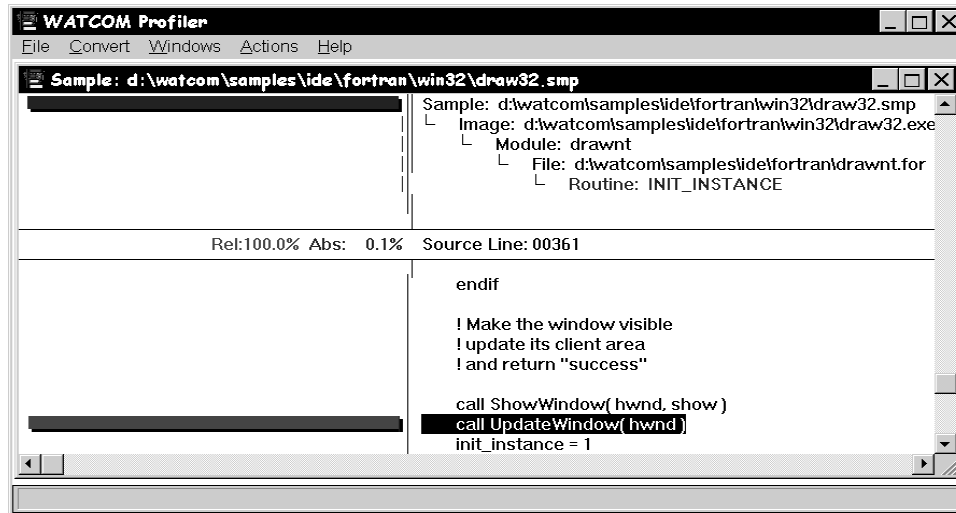 WATCOM Profiler
File Convert Windows Actions Help
Sample: d:\watcom\samples\ide\fortran\win32\draw32.smp
Sample: d:\watcom\samples\ide\fortran\win32\draw32.smp
Image: d:\watcom\samples\ide\fortran\win32\draw32.exe
Module: drawnt
File: d:\watcom\samples\ide\fortran\drawnt.for
Routine: INIT_INSTANCE
Rel:100.0% Abs: 0.1% Source Line: 00361
endif
! Make the window visible
! update its client area
! and return "success"
call ShowWindow( hwnd, show )
call UpdateWindow( hwnd )
init_instance = 1